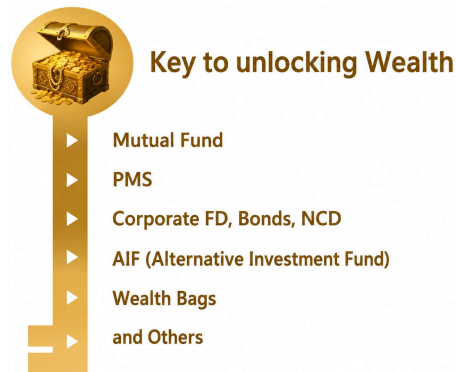 Key to unlocking Wealth
Mutual Fund
PMS
Corporate FD, Bonds, NCD
AIF (Alternative Investment Fund)
Wealth Bags
and Others